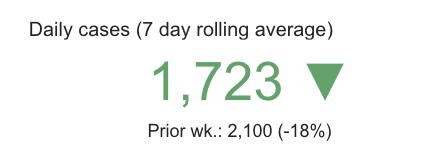 Daily cases (7 day rolling average)
1,723 ▼
Prior wk.: 2,100 (-18%)